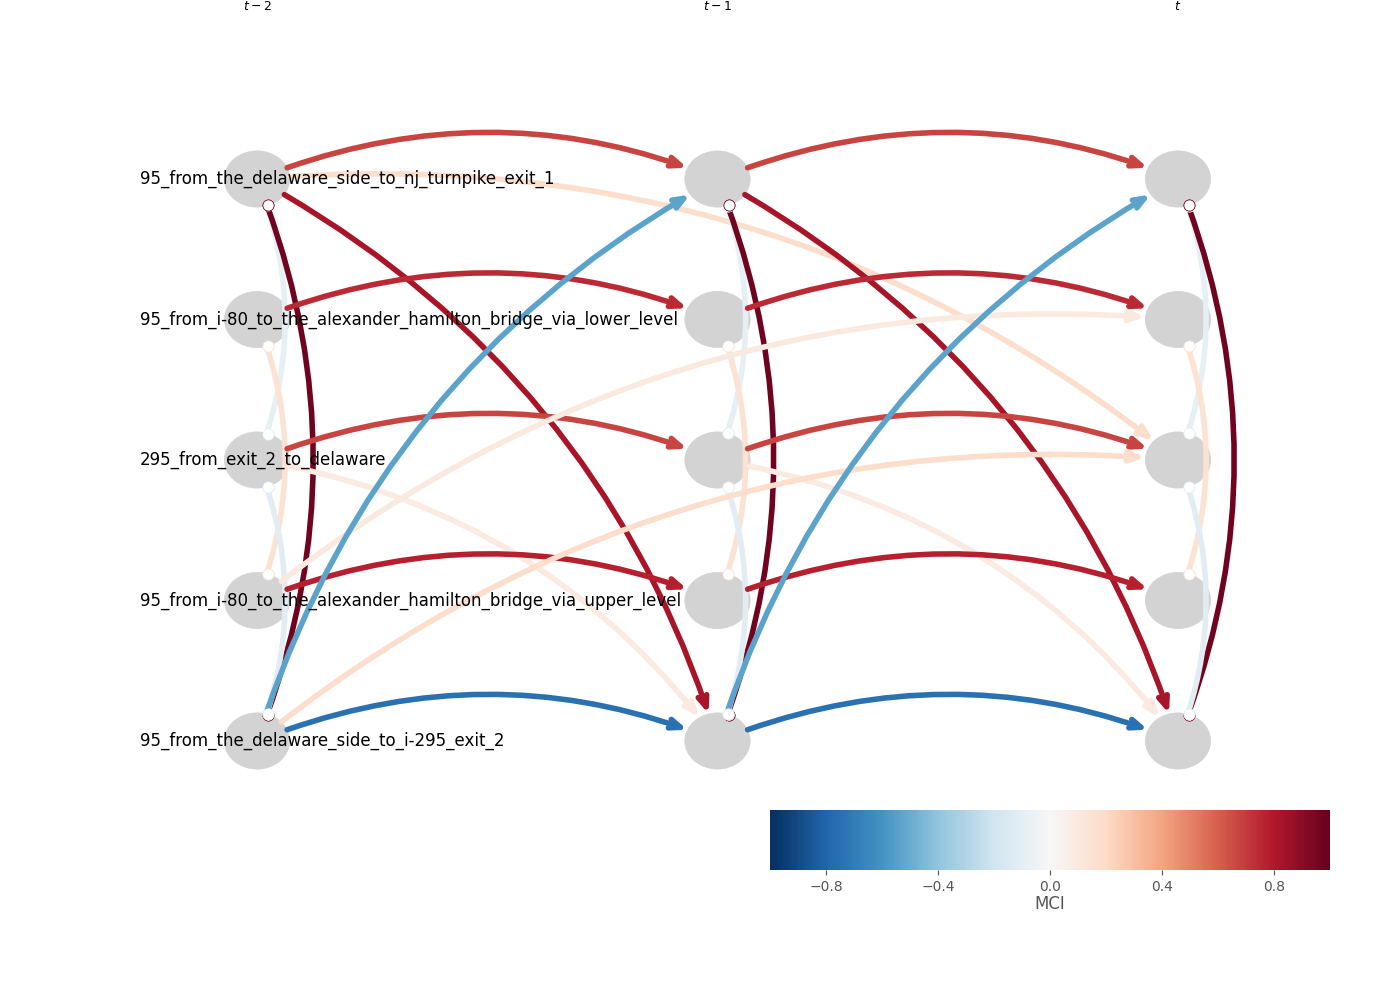 t − 2 t − 1 t
95_from_the_delaware_side_to_nj_turnpike_exit_1
95_from_i-80_to_the_alexander_hamilton_bridge_via_lower_level
295_from_exit_2_to_delaware
95_from_i-80_to_the_alexander_hamilton_bridge_via_upper_level
95_from_the_delaware_side_to_i-295_exit_2
−0.8 −0.4 0.0 0.4 0.8
MCI